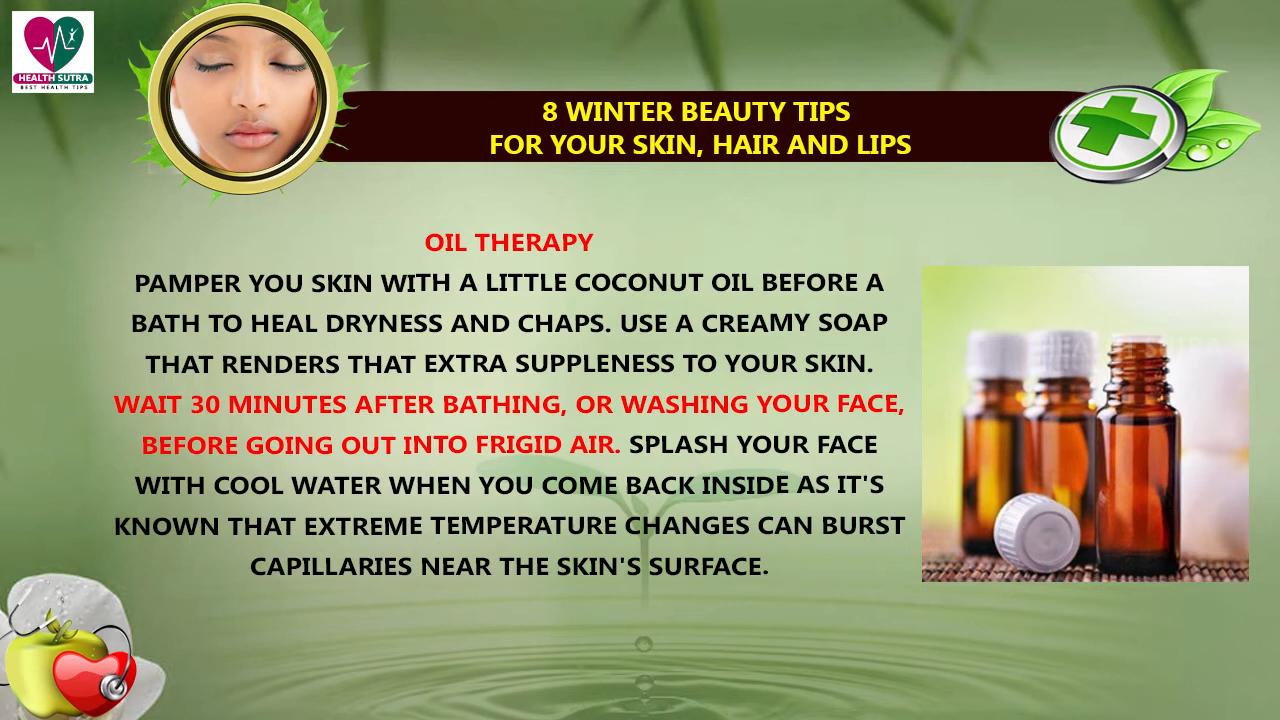 HEALTH SUTRA
BEST HEALTH TIPS
8 WINTER BEAUTY TIPS
FOR YOUR SKIN, HAIR AND LIPS
OIL THERAPY
PAMPER YOU SKIN WITH A LITTLE COCONUT OIL BEFORE A
BATH TO HEAL DRYNESS AND CHAPS. USE A CREAMY SOAP
THAT RENDERS THAT EXTRA SUPPLENESS TO YOUR SKIN.
WAIT 30 MINUTES AFTER BATHING, OR WASHING YOUR FACE,
BEFORE GOING OUT INTO FRIGID AIR. SPLASH YOUR FACE
WITH COOL WATER WHEN YOU COME BACK INSIDE AS IT'S
KNOWN THAT EXTREME TEMPERATURE CHANGES CAN BURST
CAPILLARIES NEAR THE SKIN'S SURFACE.